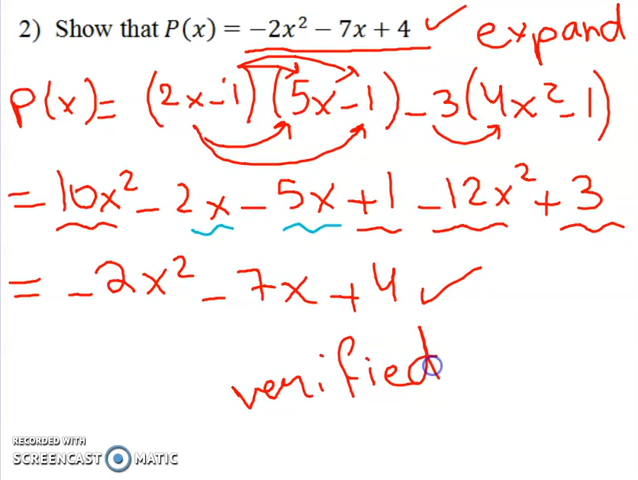 2) Show that P(x) = −2x² − 7x + 4 ✓ expand
P(x) = (2x − 1)(5x − 1) − 3(4x² − 1)
= 10x² − 2x − 5x + 1 − 12x² + 3
= −2x² − 7x + 4 ✓
verified
RECORDED WITH
SCREENCAST MATIC